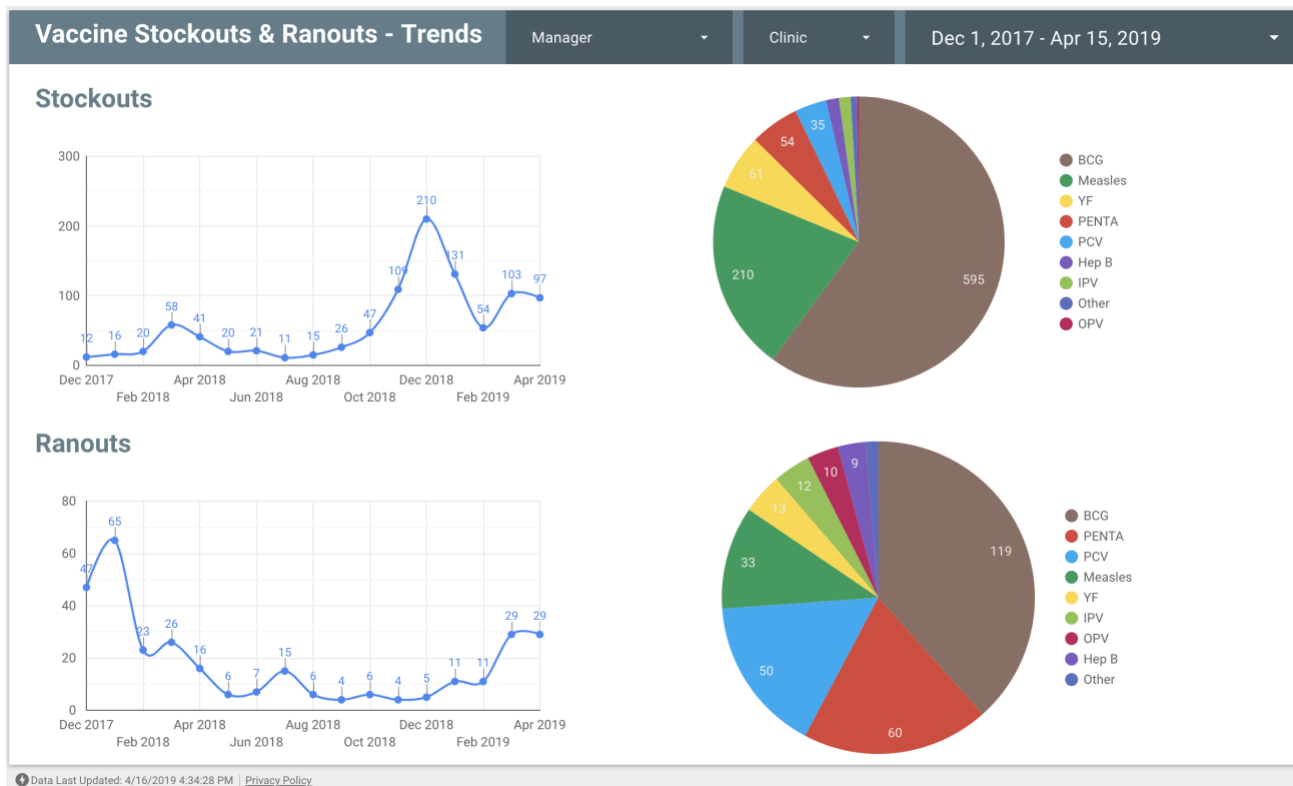 Vaccine Stockouts & Ranouts - Trends
Manager
Clinic
Dec 1, 2017 - Apr 15, 2019
Stockouts
300
200
100
0
12
16
20
58
41
20
21
11
15
26
47
109
210
131
54
103
97
Dec 2017
Feb 2018
Apr 2018
Jun 2018
Aug 2018
Oct 2018
Dec 2018
Feb 2019
Apr 2019
35
54
61
210
595
BCG
Measles
YF
PENTA
PCV
Hep B
IPV
Other
OPV
Ranouts
80
60
40
20
0
47
65
23
26
16
6
7
15
6
4
6
4
5
11
11
29
29
Dec 2017
Feb 2018
Apr 2018
Jun 2018
Aug 2018
Oct 2018
Dec 2018
Feb 2019
Apr 2019
9
10
12
13
33
50
60
119
BCG
PENTA
PCV
Measles
YF
IPV
OPV
Hep B
Other
Data Last Updated: 4/16/2019 4:34:28 PM | Privacy Policy